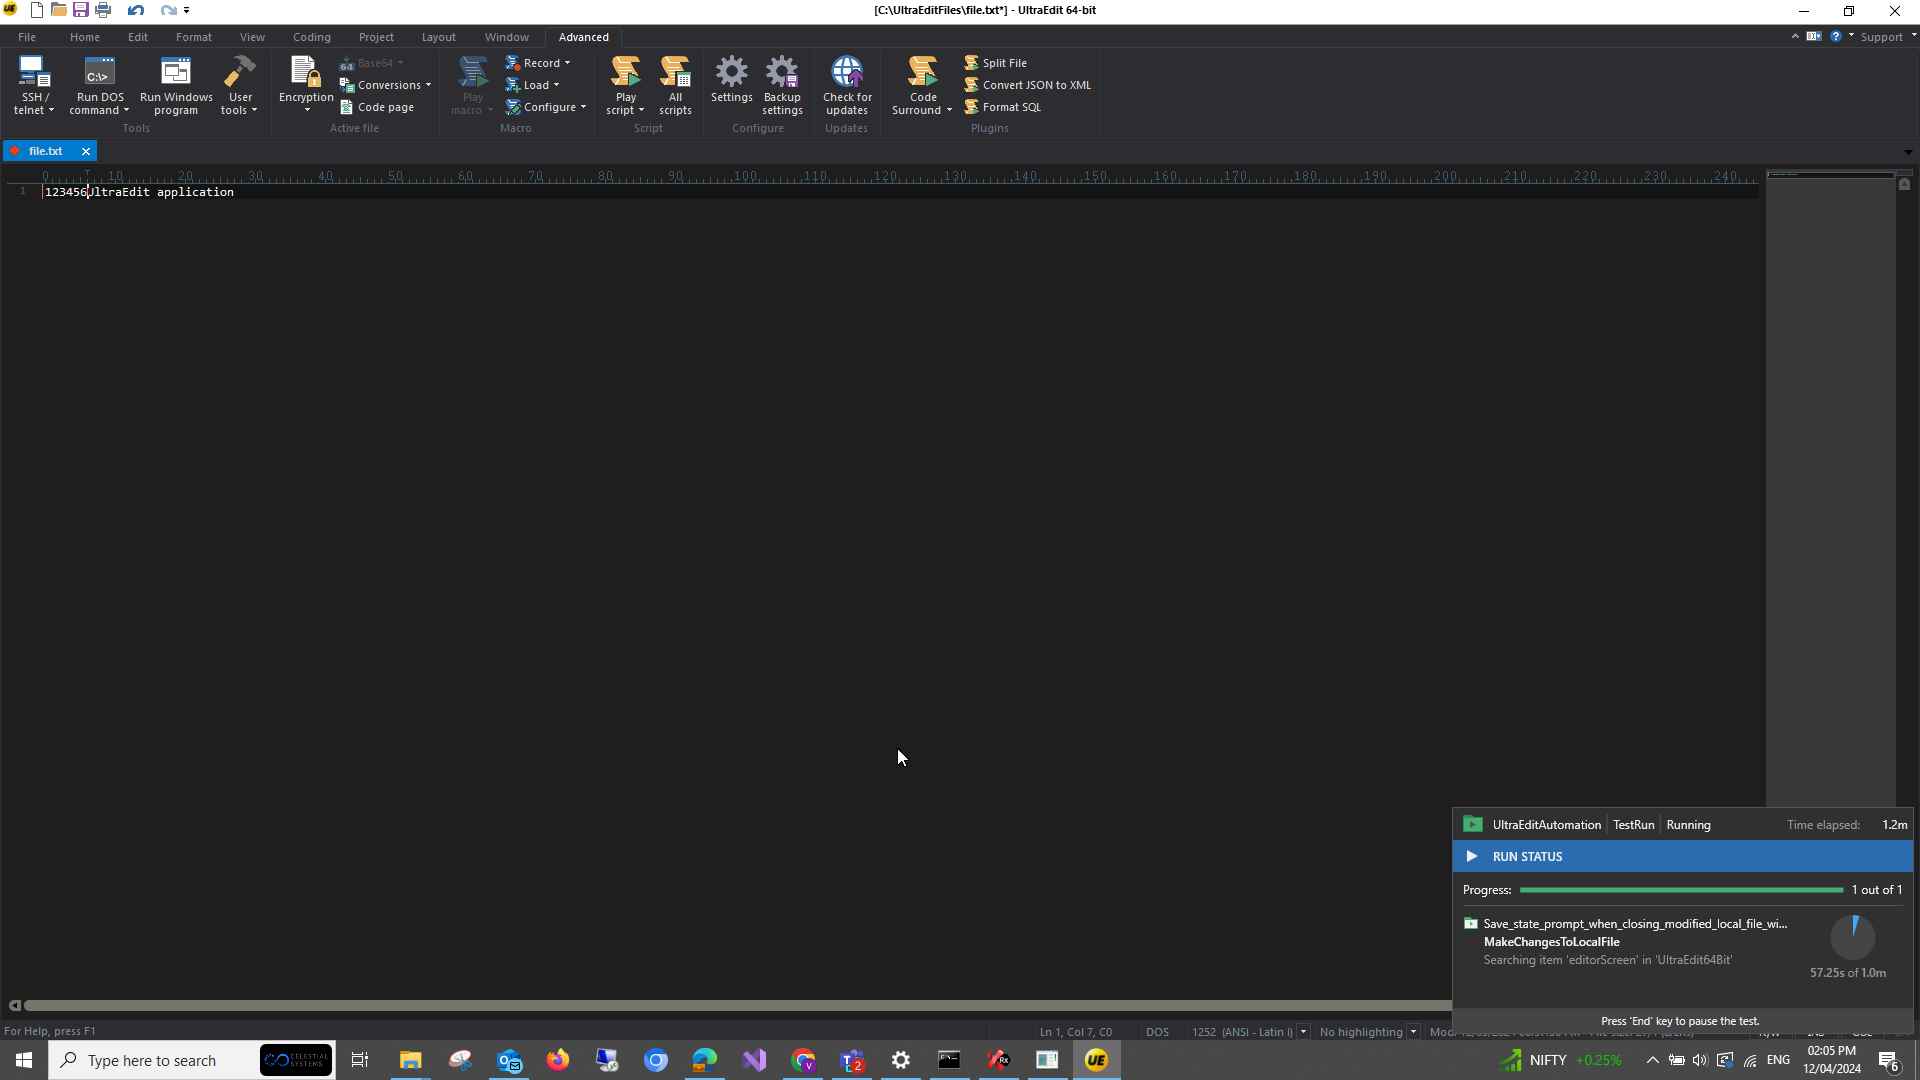 [C:\UltraEditFiles\file.txt*] - UltraEdit 64-bit
File Home Edit Format View Coding Project Layout Window Advanced Support
SSH / telnet
Run DOS command
Run Windows program
User tools
Tools
Encryption
Base64
Conversions
Code page
Active file
Play macro
Record
Load
Configure
Macro
Play script
All scripts
Script
Settings
Backup settings
Configure
Check for updates
Updates
Code Surround
Split File
Convert JSON to XML
Format SQL
Plugins
file.txt
0 10 20 30 40 50 60 70 80 90 100 110 120 130 140 150 160 170 180 190 200 210 220 230 240
1 123456UltraEdit application
UltraEditAutomation TestRun Running Time elapsed: 1.2m
RUN STATUS
Progress: 1 out of 1
Save_state_prompt_when_closing_modified_local_file_wi...
MakeChangesToLocalFile
Searching item 'editorScreen' in 'UltraEdit64Bit'
57.25s of 1.0m
Press 'End' key to pause the test.
For Help, press F1
Ln 1, Col 7, C0 DOS 1252 (ANSI - Latin I) No highlighting
Type here to search
CELESTIAL SYSTEMS
NIFTY +0.25%
ENG
02:05 PM
12/04/2024
6